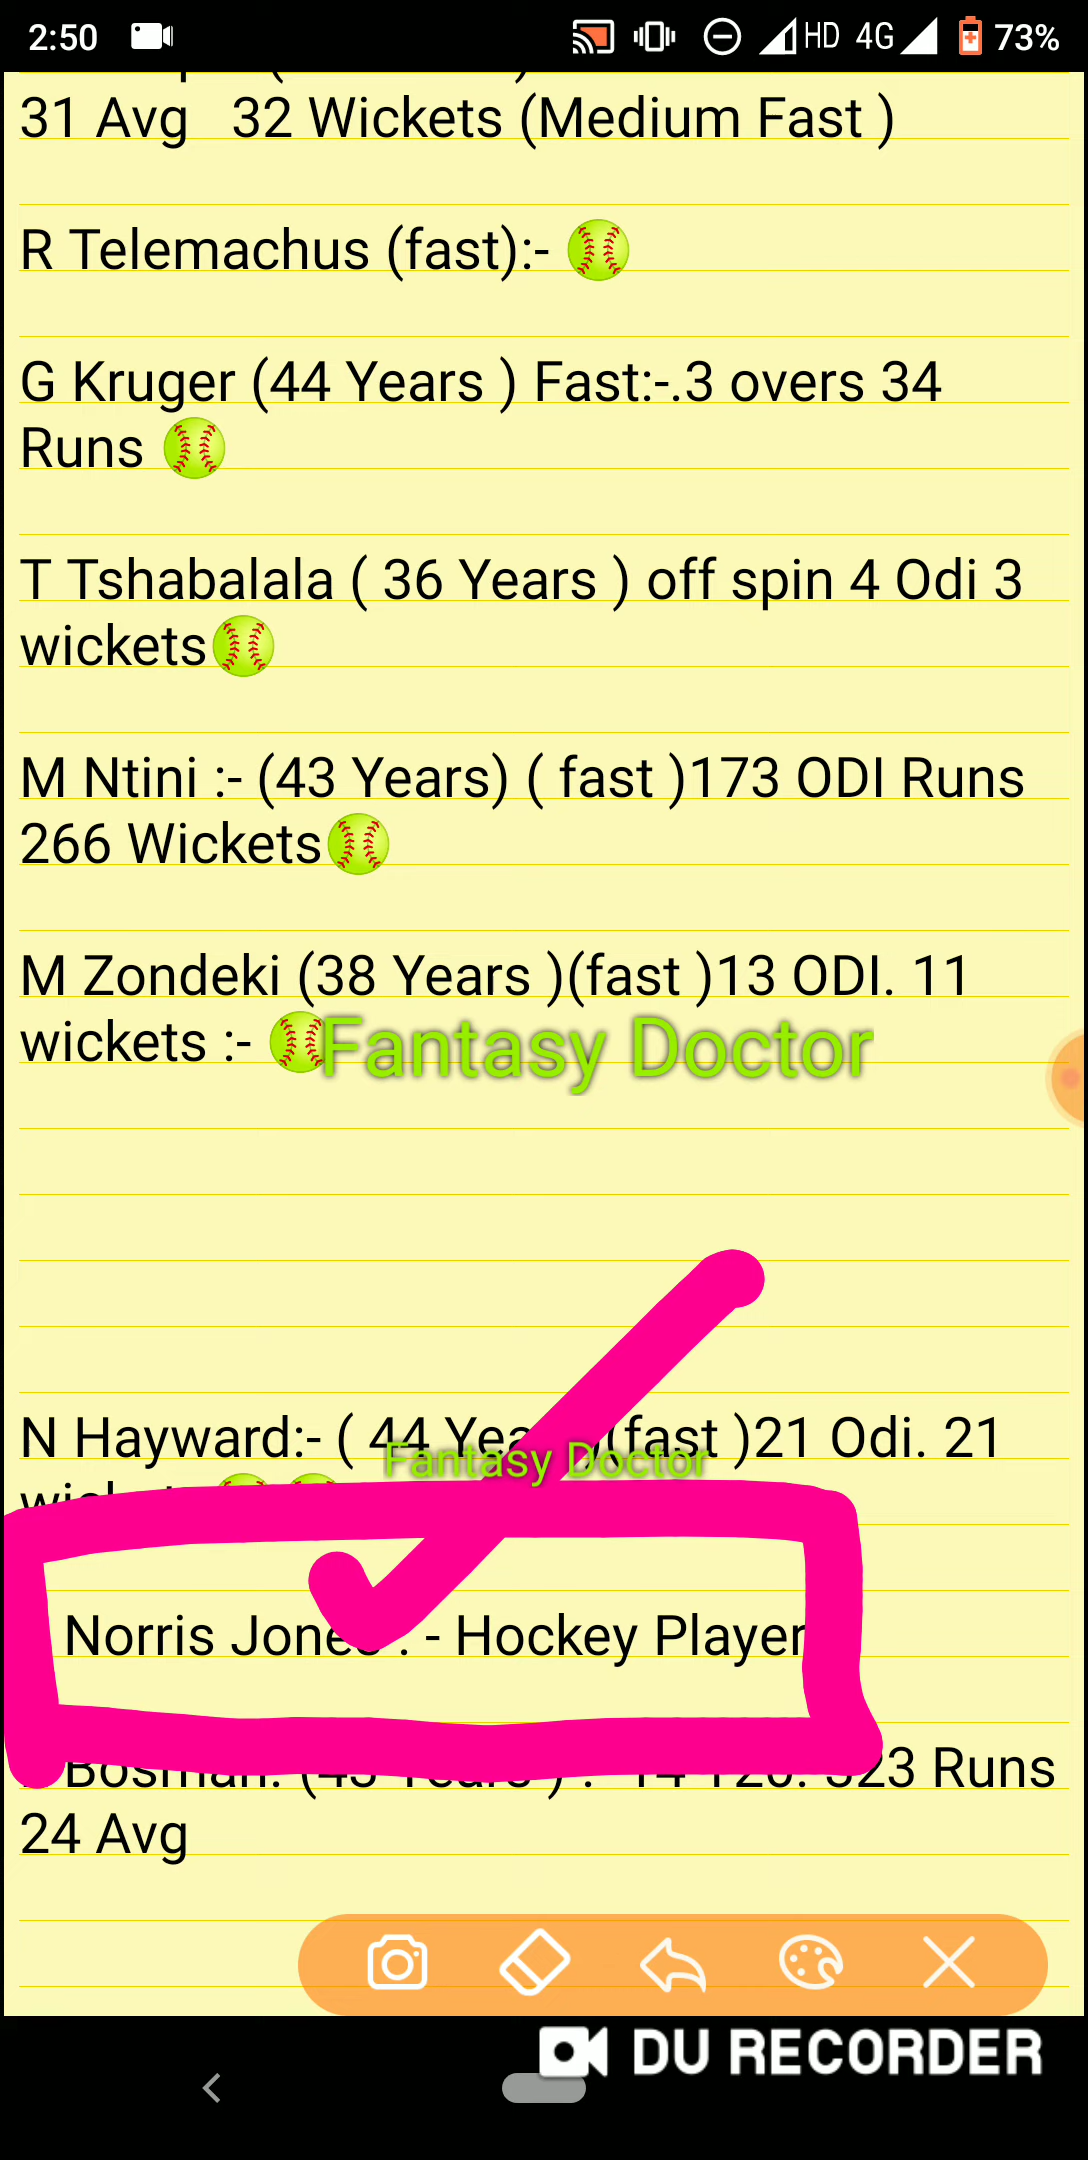 2:50 HD 4G 73%
31 Avg 32 Wickets (Medium Fast )
R Telemachus (fast):-
G Kruger (44 Years ) Fast:-.3 overs 34
Runs
T Tshabalala ( 36 Years ) off spin 4 Odi 3
wickets
M Ntini :- (43 Years) ( fast )173 ODI Runs
266 Wickets
M Zondeki (38 Years )(fast )13 ODI. 11
wickets :-
Fantasy Doctor
N Hayward:- ( 44 (fast )21 Odi. 21
Fantasy Doctor
Norris Jones : - Hockey Player
Bosman: Runs
24 Avg
DU RECORDER